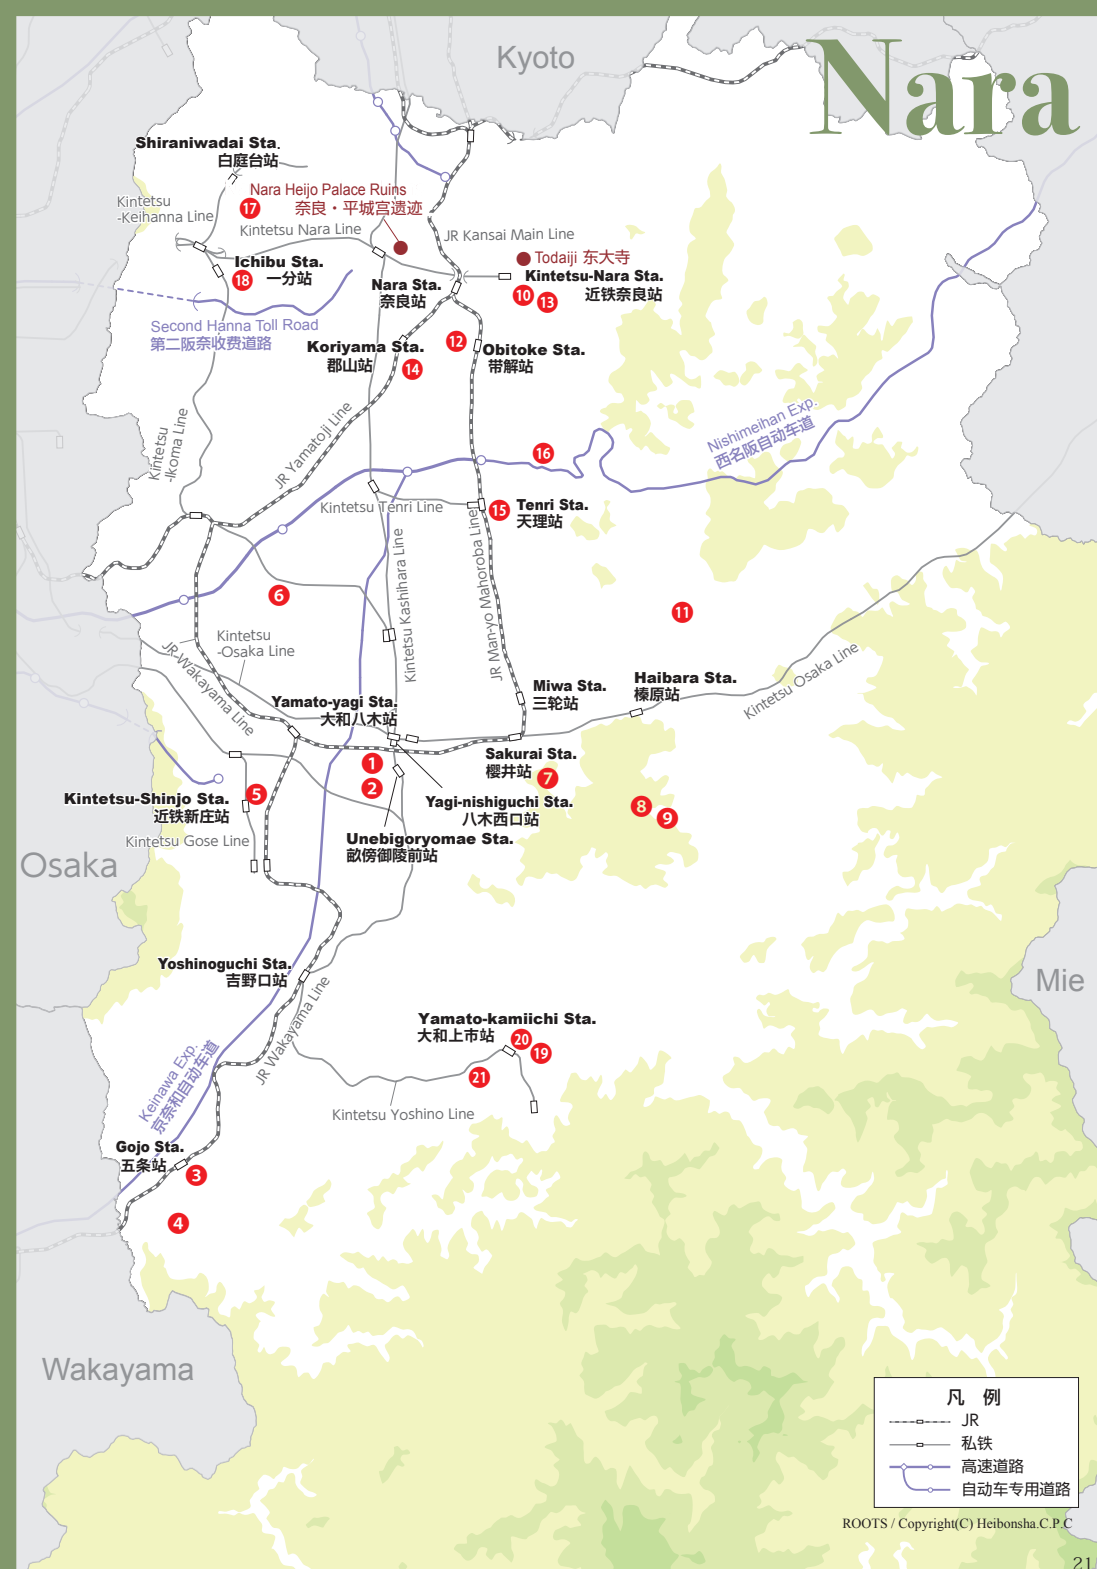 Kyoto
Nara
Shiraniwadai Sta.
白庭台站
Nara Heijo Palace Ruins
奈良・平城宫遗迹
Kintetsu
-Keihanna Line
17
Kintetsu Nara Line
JR Kansai Main Line
Todaiji 东大寺
Ichibu Sta.
一分站
18
Kintetsu-Nara Sta.
近铁奈良站
Nara Sta.
奈良站
10
13
Second Hanna Toll Road
第二阪奈收费道路
Koriyama Sta.
郡山站
12
14
Obitoke Sta.
带解站
Kintetsu
-Ikoma Line
JR Yamatoji Line
Nishimeihan Exp.
西名阪自动车道
16
Kintetsu Tenri Line
15
Tenri Sta.
天理站
Kintetsu Kashihara Line
JR Man-yo Mahoroba Line
6
11
Kintetsu
-Osaka Line
JR-Wakayama Line
Kintetsu Osaka Line
Yamato-yagi Sta.
大和八木站
Miwa Sta.
三轮站
Haibara Sta.
榛原站
Sakurai Sta.
樱井站
1
2
7
5
Kintetsu-Shinjo Sta.
近铁新庄站
Yagi-nishiguchi Sta.
八木西口站
8
9
Kintetsu Gose Line
Unebigoryomae Sta.
畝傍御陵前站
Osaka
Yoshinoguchi Sta.
吉野口站
Mie
JR Wakayama Line
Yamato-kamiichi Sta.
大和上市站
20
19
21
Keinawa Exp.
京奈和自动车道
Kintetsu Yoshino Line
Gojo Sta.
五条站
3
4
Wakayama
凡 例
JR
私铁
高速道路
自动车专用道路
ROOTS / Copyright(C) Heibonsha.C.P.C
21